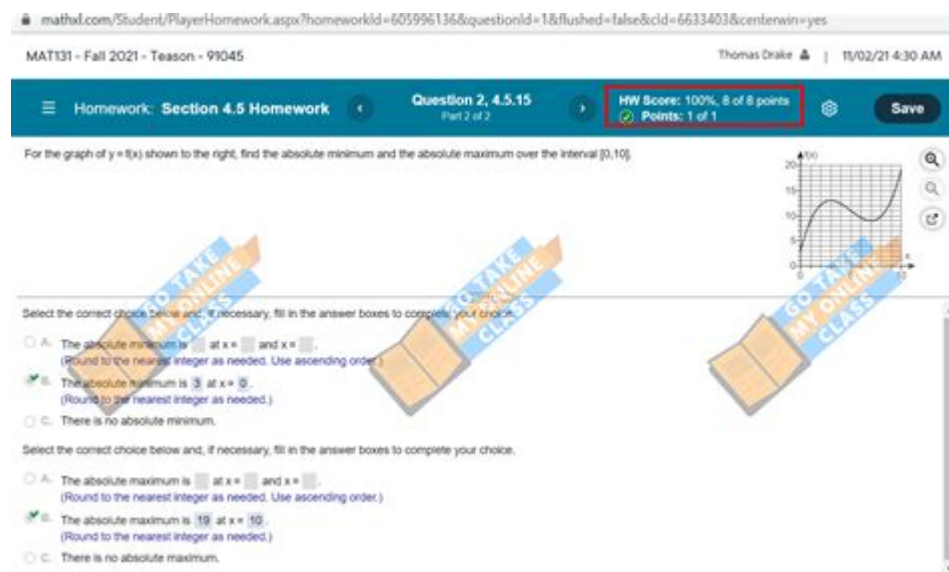 mathxl.com/Student/PlayerHomework.aspx?homeworkId=605996136&questionId=1&flushed=false&cId=6633403&centerwin=yes
MAT131 - Fall 2021 - Teason - 91045
Thomas Drake | 11/02/21 4:30 AM
Homework: Section 4.5 Homework
Question 2, 4.5.15
Part 2 of 2
HW Score: 100%, 8 of 8 points
Points: 1 of 1
Save
For the graph of y = f(x) shown to the right, find the absolute minimum and the absolute maximum over the interval [0,10].
f(x)
20
15
10
5
0
0
10
x
GO TAKE MY ONLINE CLASS
GO TAKE MY ONLINE CLASS
GO TAKE MY ONLINE CLASS
Select the correct choice below and, if necessary, fill in the answer boxes to complete your choice.
A. The absolute minimum is at x = and x = .
(Round to the nearest integer as needed. Use ascending order.)
B. The absolute minimum is 3 at x = 0.
(Round to the nearest integer as needed.)
C. There is no absolute minimum.
Select the correct choice below and, if necessary, fill in the answer boxes to complete your choice.
A. The absolute maximum is at x = and x = .
(Round to the nearest integer as needed. Use ascending order.)
B. The absolute maximum is 19 at x = 10.
(Round to the nearest integer as needed.)
C. There is no absolute maximum.